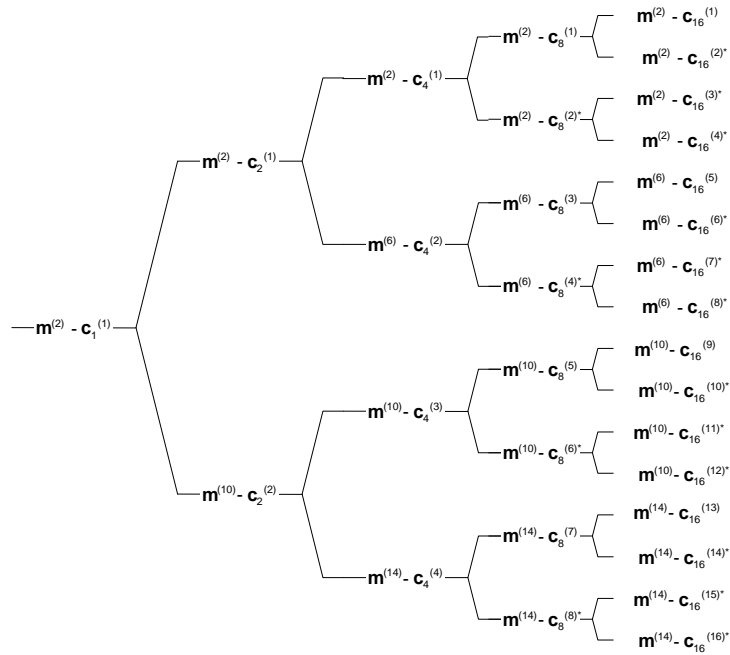 m⁽²⁾ - c₁₆⁽¹⁾
m⁽²⁾ - c₈⁽¹⁾
m⁽²⁾ - c₁₆⁽²⁾*
m⁽²⁾ - c₄⁽¹⁾
m⁽²⁾ - c₁₆⁽³⁾*
m⁽²⁾ - c₈⁽²⁾*
m⁽²⁾ - c₁₆⁽⁴⁾*
m⁽²⁾ - c₂⁽¹⁾
m⁽⁶⁾ - c₁₆⁽⁵⁾
m⁽⁶⁾ - c₈⁽³⁾
m⁽⁶⁾ - c₁₆⁽⁶⁾*
m⁽⁶⁾ - c₄⁽²⁾
m⁽⁶⁾ - c₁₆⁽⁷⁾*
m⁽⁶⁾ - c₈⁽⁴⁾*
m⁽⁶⁾ - c₁₆⁽⁸⁾*
m⁽²⁾ - c₁⁽¹⁾
m⁽¹⁰⁾ - c₁₆⁽⁹⁾
m⁽¹⁰⁾ - c₈⁽⁵⁾
m⁽¹⁰⁾ - c₁₆⁽¹⁰⁾*
m⁽¹⁰⁾ - c₄⁽³⁾
m⁽¹⁰⁾ - c₁₆⁽¹¹⁾*
m⁽¹⁰⁾ - c₈⁽⁶⁾*
m⁽¹⁰⁾ - c₁₆⁽¹²⁾*
m⁽¹⁰⁾ - c₂⁽²⁾
m⁽¹⁴⁾ - c₁₆⁽¹³⁾
m⁽¹⁴⁾ - c₈⁽⁷⁾
m⁽¹⁴⁾ - c₁₆⁽¹⁴⁾*
m⁽¹⁴⁾ - c₄⁽⁴⁾
m⁽¹⁴⁾ - c₁₆⁽¹⁵⁾*
m⁽¹⁴⁾ - c₈⁽⁸⁾*
m⁽¹⁴⁾ - c₁₆⁽¹⁶⁾*